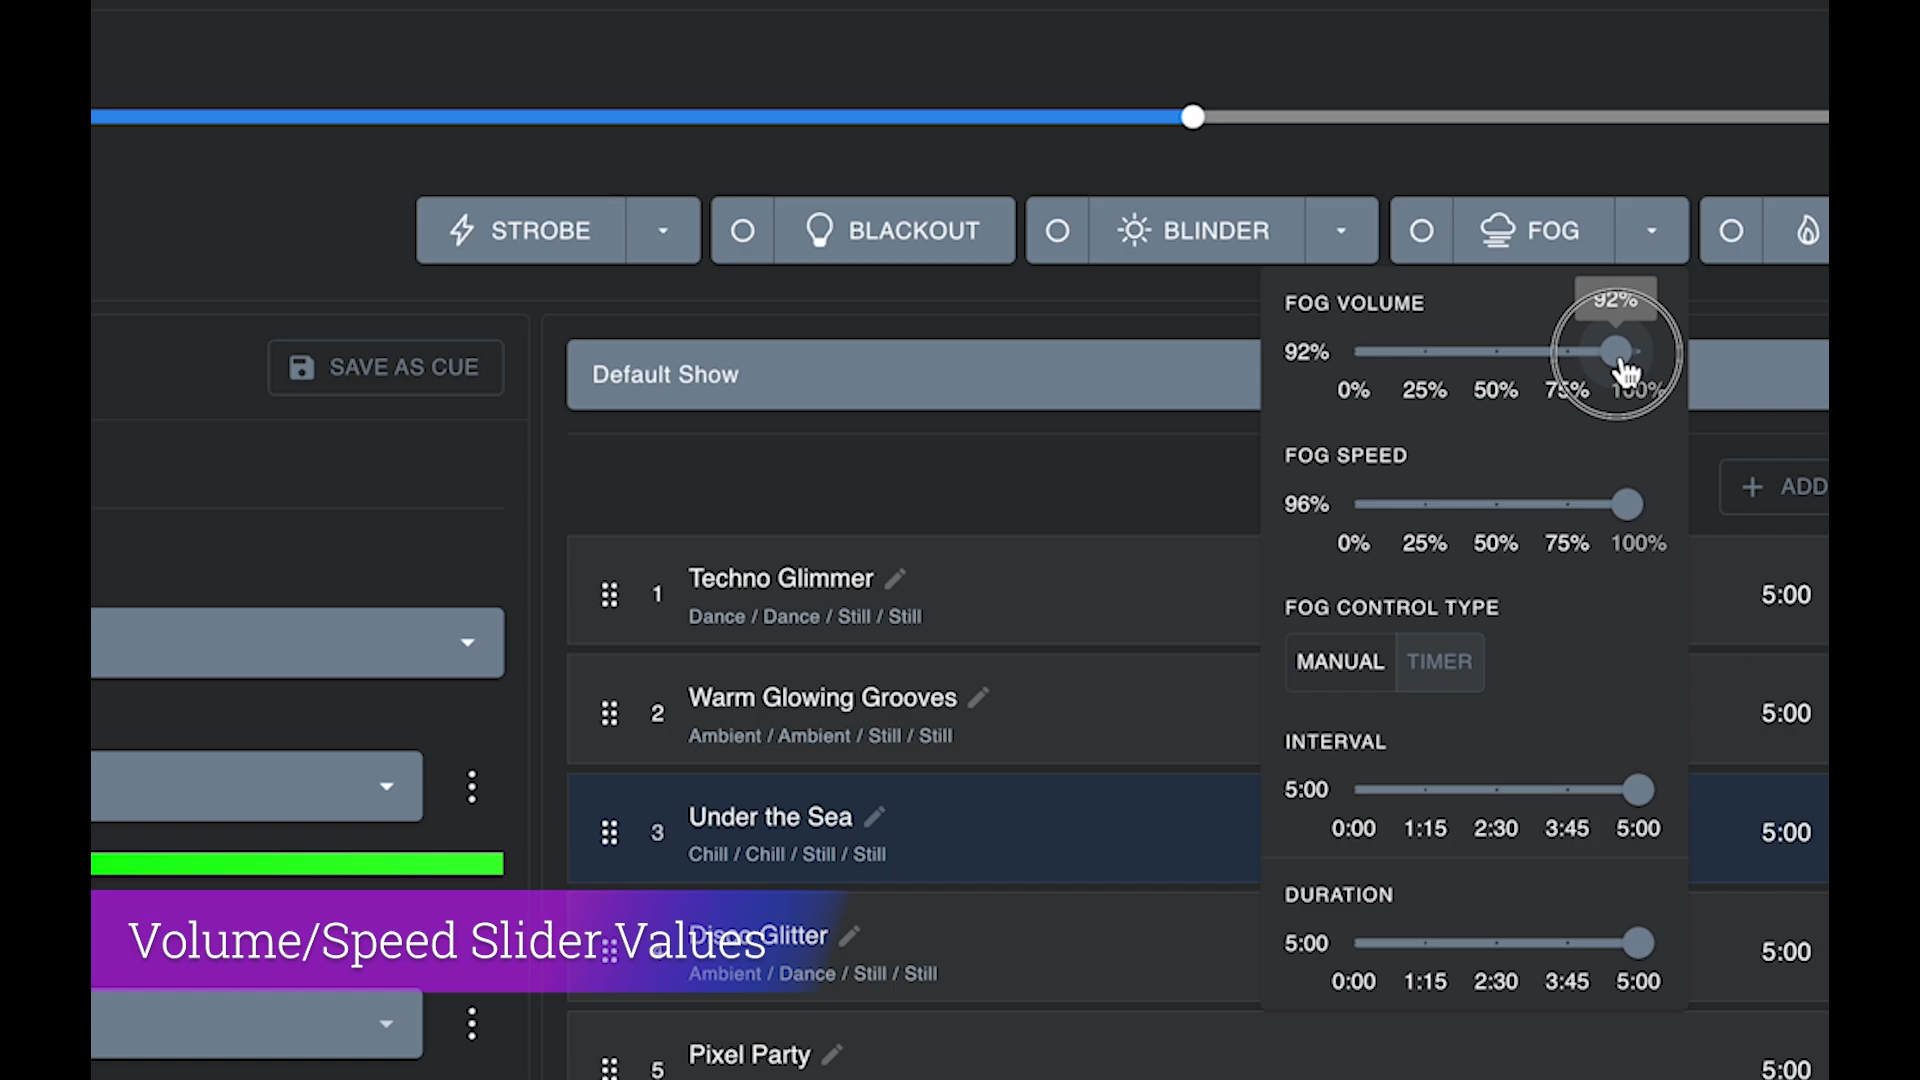 STROBE
BLACKOUT
BLINDER
FOG
FOG VOLUME
92%
92%
0% 25% 50% 75% 100%
SAVE AS CUE
Default Show
FOG SPEED
96%
0% 25% 50% 75% 100%
+ ADD
1 Techno Glimmer
Dance / Dance / Still / Still
5:00
FOG CONTROL TYPE
MANUAL TIMER
2 Warm Glowing Grooves
Ambient / Ambient / Still / Still
5:00
INTERVAL
5:00
0:00 1:15 2:30 3:45 5:00
3 Under the Sea
Chill / Chill / Still / Still
5:00
DURATION
5:00
0:00 1:15 2:30 3:45 5:00
Volume/Speed Slider Values
Disco Glitter
Ambient / Dance / Still / Still
5:00
5 Pixel Party
5:00